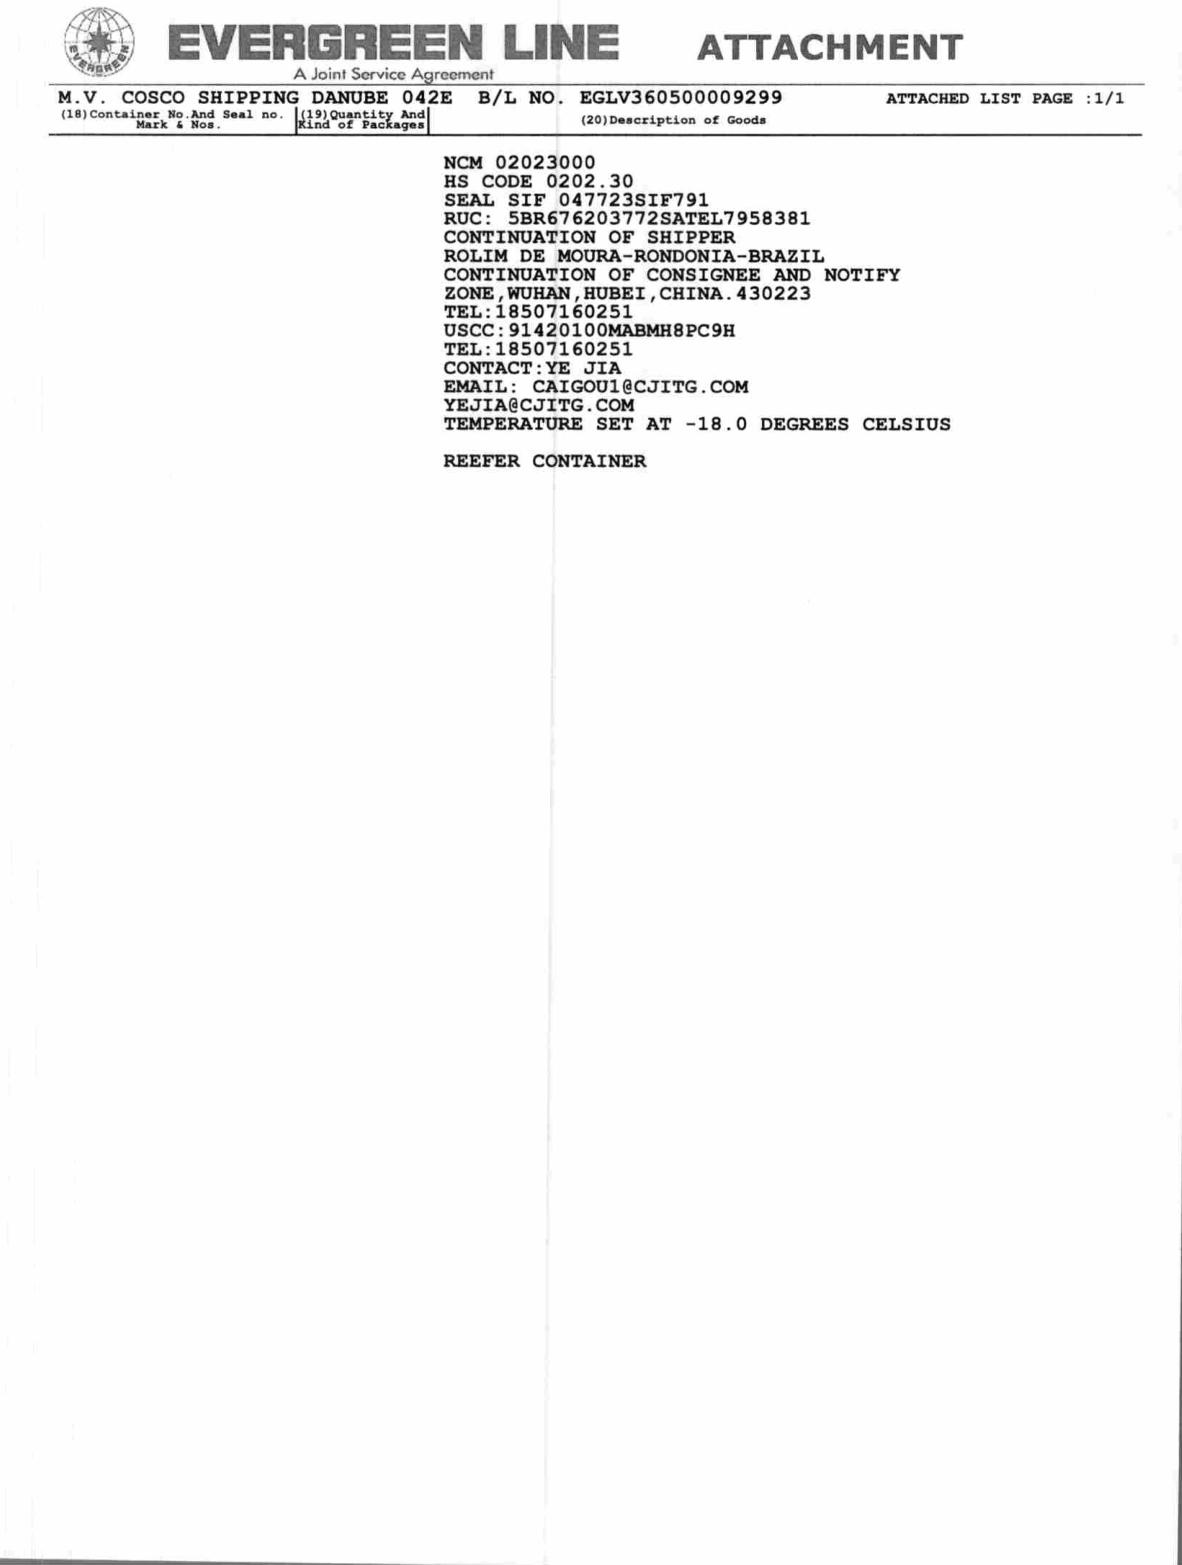 EVERGREEN
EVERGREEN LINE
A Joint Service Agreement
ATTACHMENT
M.V. COSCO SHIPPING DANUBE 042E B/L NO. EGLV360500009299 ATTACHED LIST PAGE :1/1
(18)Container No.And Seal no. (19)Quantity And (20)Description of Goods
Mark & Nos. Kind of Packages
NCM 02023000
HS CODE 0202.30
SEAL SIF 047723SIF791
RUC: 5BR676203772SATEL7958381
CONTINUATION OF SHIPPER
ROLIM DE MOURA-RONDONIA-BRAZIL
CONTINUATION OF CONSIGNEE AND NOTIFY
ZONE,WUHAN,HUBEI,CHINA.430223
TEL:18507160251
USCC:91420100MABMH8PC9H
TEL:18507160251
CONTACT:YE JIA
EMAIL: CAIGOU1@CJITG.COM
YEJIA@CJITG.COM
TEMPERATURE SET AT -18.0 DEGREES CELSIUS
REEFER CONTAINER